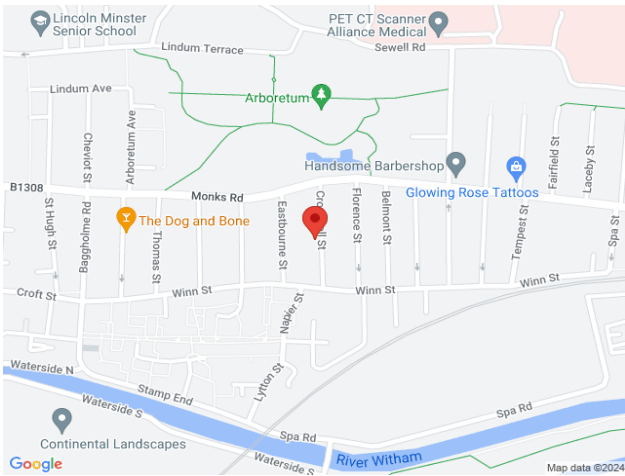 Lincoln Minster
Senior School
PET CT Scanner
Alliance Medical
Lindum Terrace
Sewell Rd
Lindum Ave
Arboretum
Cheviot St
Arboretum Ave
Fairfield St
Laceby St
Handsome Barbershop
B1308
Monks Rd
Glowing Rose Tattoos
St Hugh St
Baggholme Rd
The Dog and Bone
Thomas St
Eastbourne St
Florence St
Belmont St
Tempest St
Spa St
Croft St
Winn St
Winn St
Napier St
Lytton St
Waterside N
Stamp End
Waterside S
Spa Rd
Spa Rd
Continental Landscapes
River Witham
Waterside S
Google
Map data ©2024